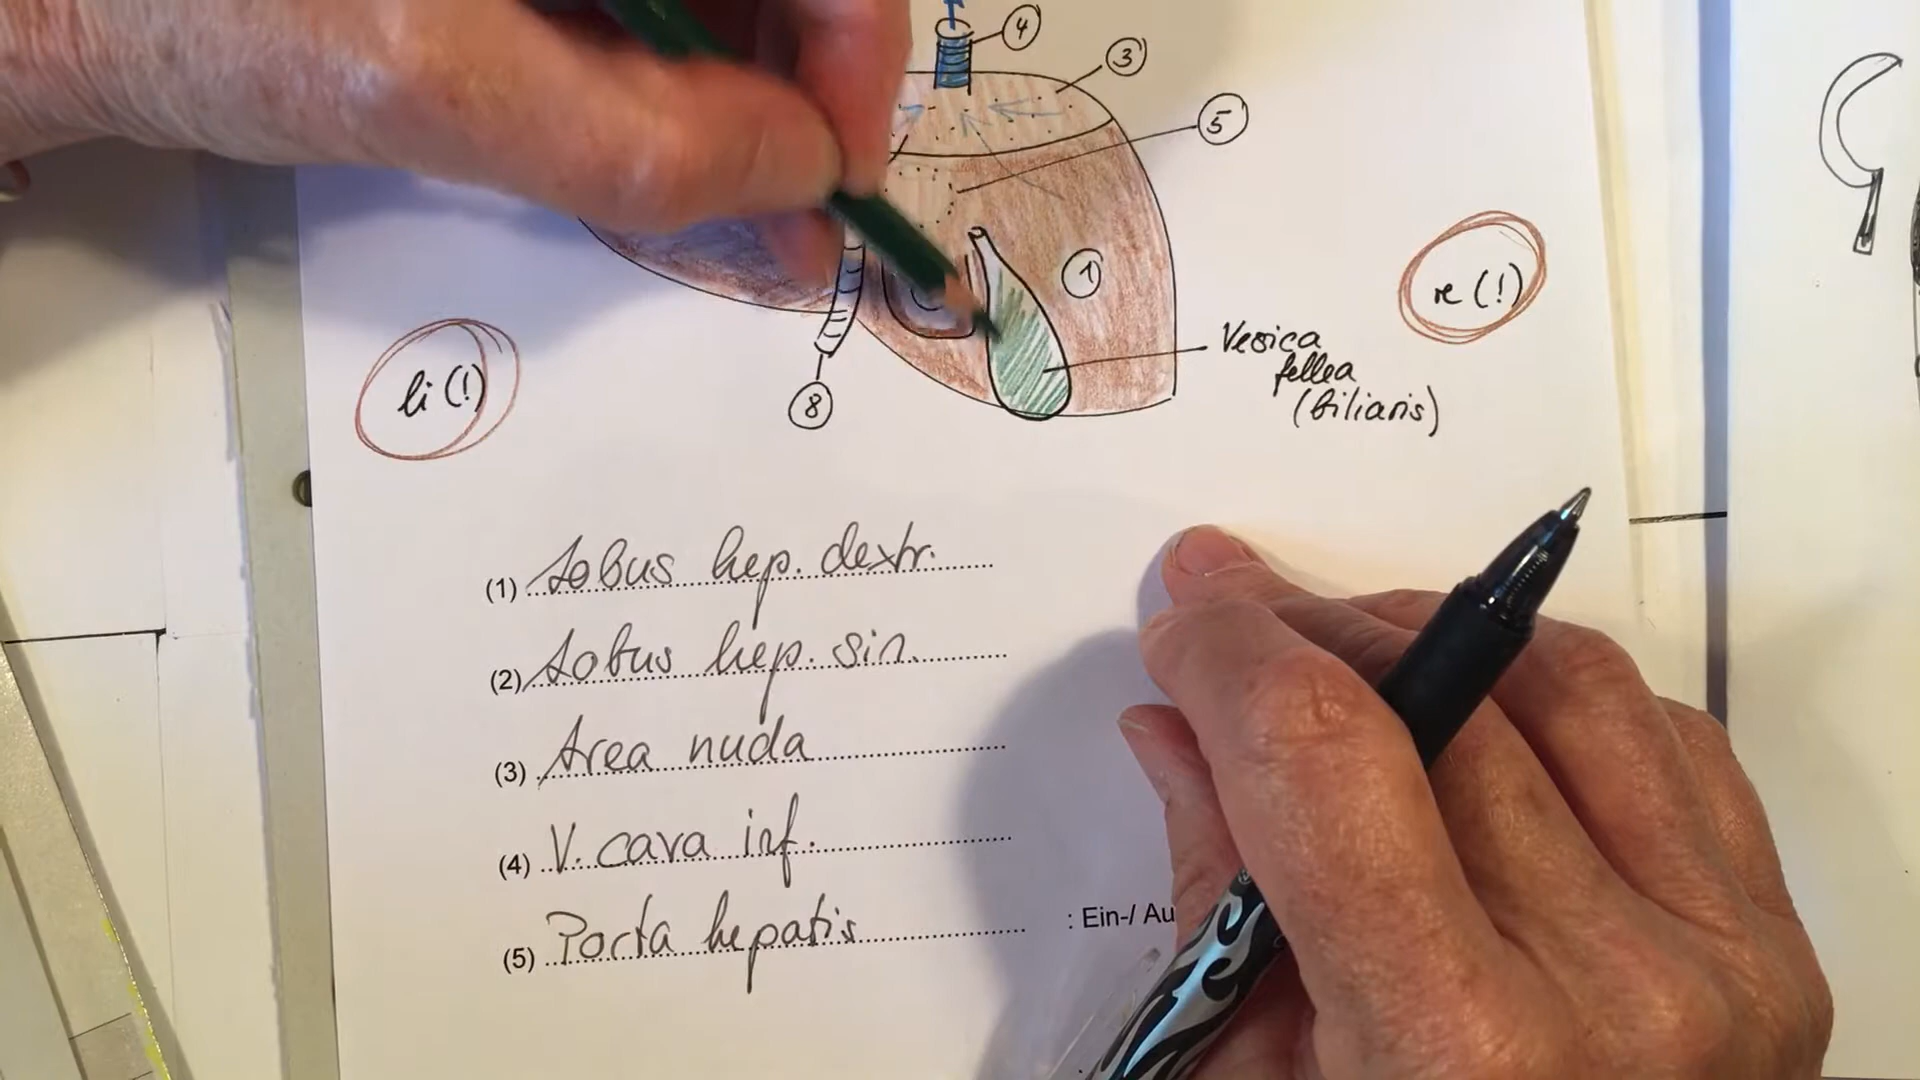 4
3
5
1
re (!)
Vesica
fellea
(biliaris)
li (!)
8
(1) Lobus hep. dextr.
(2) Lobus hep. sin.
(3) Area nuda
(4) V. cava inf.
(5) Porta hepatis : Ein-/ Au